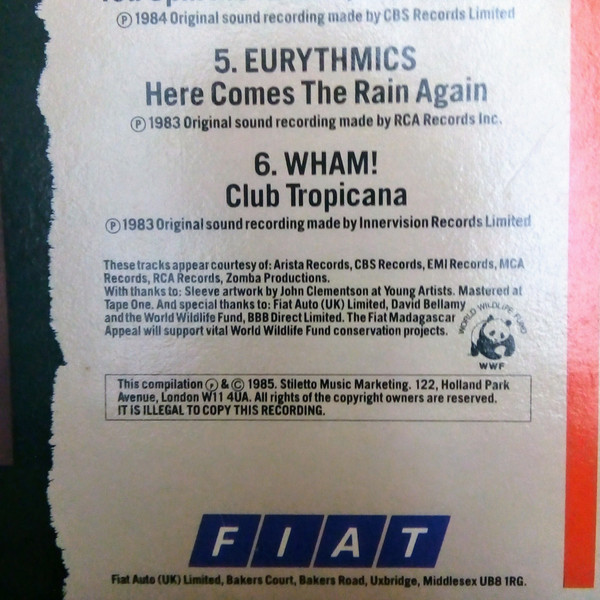 ℗ 1984 Original sound recording made by CBS Records Limited
5. EURYTHMICS
Here Comes The Rain Again
℗ 1983 Original sound recording made by RCA Records Inc.
6. WHAM!
Club Tropicana
℗ 1983 Original sound recording made by Innervision Records Limited
These tracks appear courtesy of: Arista Records, CBS Records, EMI Records, MCA
Records, RCA Records, Zomba Productions.
With thanks to: Sleeve artwork by John Clementson at Young Artists. Mastered at
Tape One. And special thanks to: Fiat Auto (UK) Limited, David Bellamy
and the World Wildlife Fund, BBB Direct Limited. The Fiat Madagascar
Appeal will support vital World Wildlife Fund conservation projects.
WORLD WILDLIFE FUND
WWF
This compilation ℗ & © 1985. Stiletto Music Marketing. 122, Holland Park
Avenue, London W11 4UA. All rights of the copyright owners are reserved.
IT IS ILLEGAL TO COPY THIS RECORDING.
FIAT
Fiat Auto (UK) Limited, Bakers Court, Bakers Road, Uxbridge, Middlesex UB8 1RG.